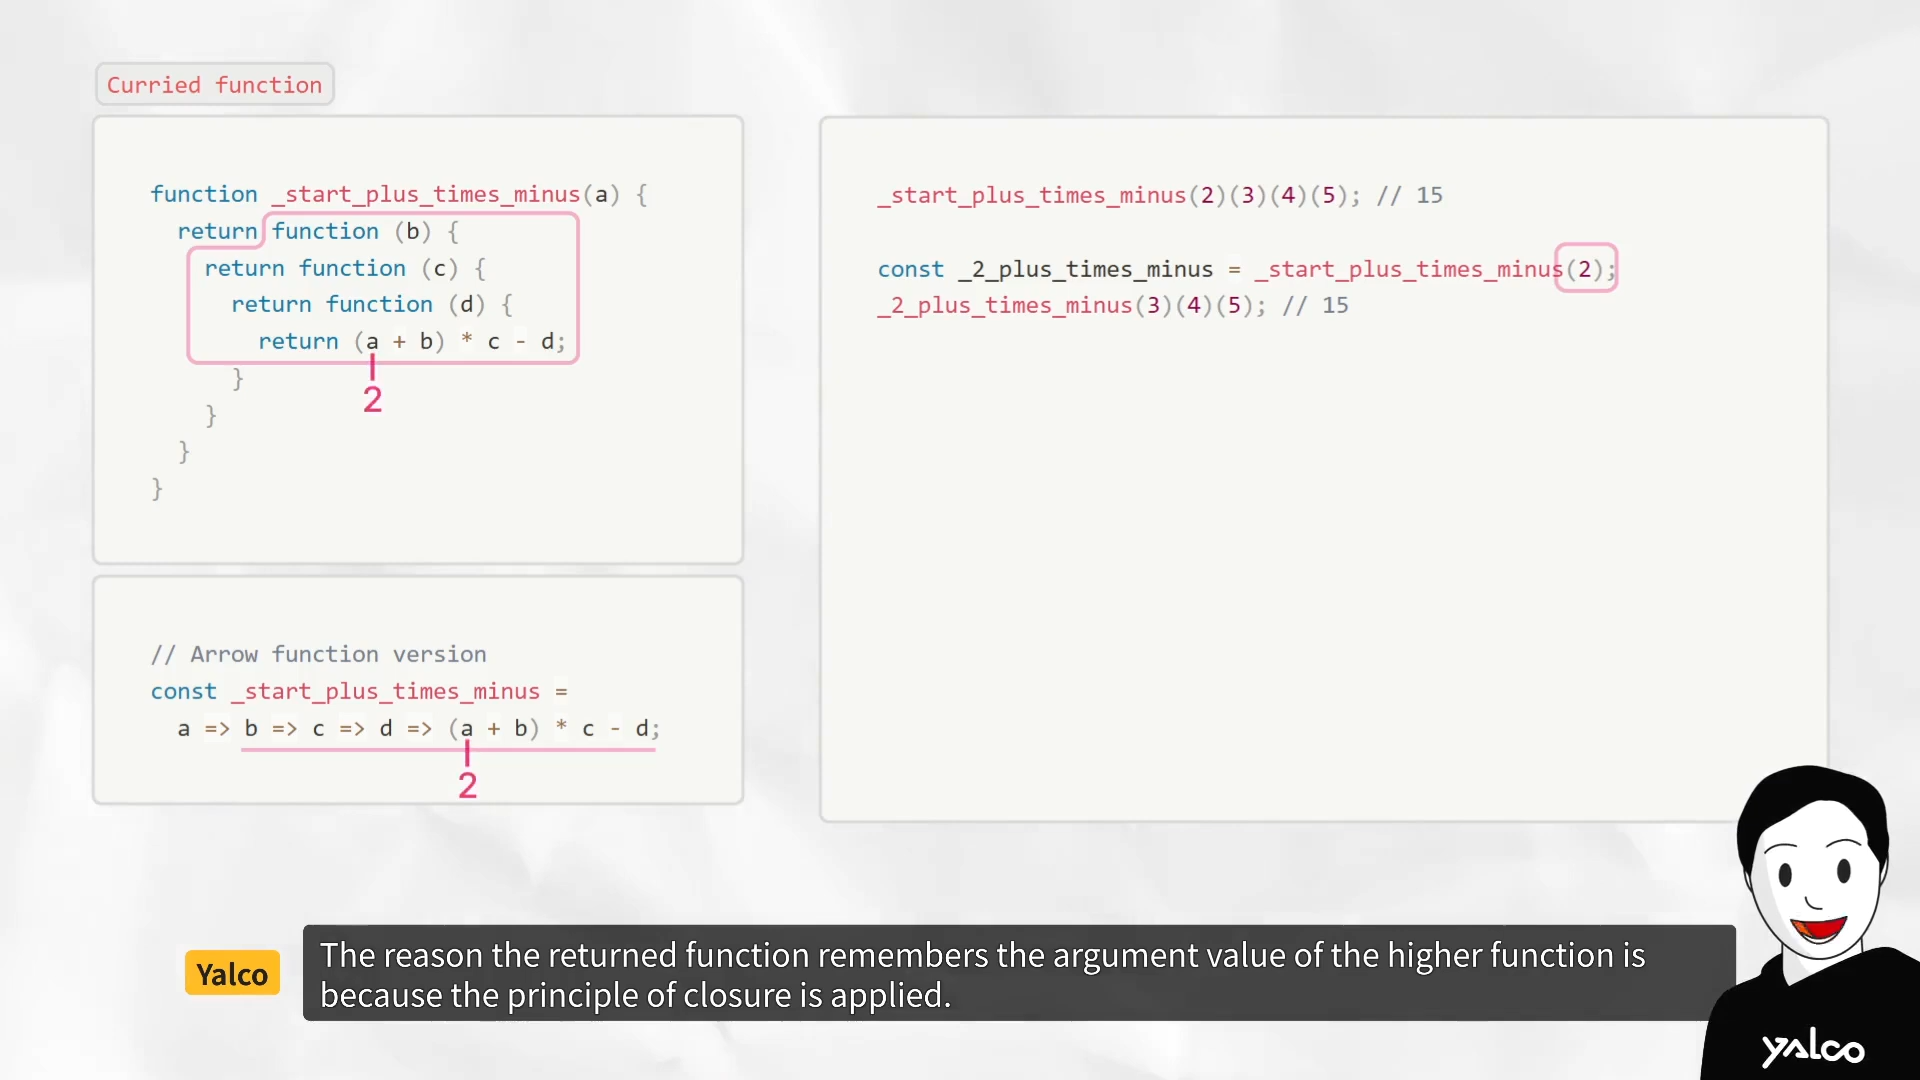 Curried function
function _start_plus_times_minus(a) {
  return function (b) {
    return function (c) {
      return function (d) {
        return (a + b) * c - d;
2
      }
    }
  }
}
// Arrow function version
const _start_plus_times_minus =
  a => b => c => d => (a + b) * c - d;
2
_start_plus_times_minus(2)(3)(4)(5); // 15
const _2_plus_times_minus = _start_plus_times_minus(2);
_2_plus_times_minus(3)(4)(5); // 15
Yalco
The reason the returned function remembers the argument value of the higher function is
because the principle of closure is applied.
yalco